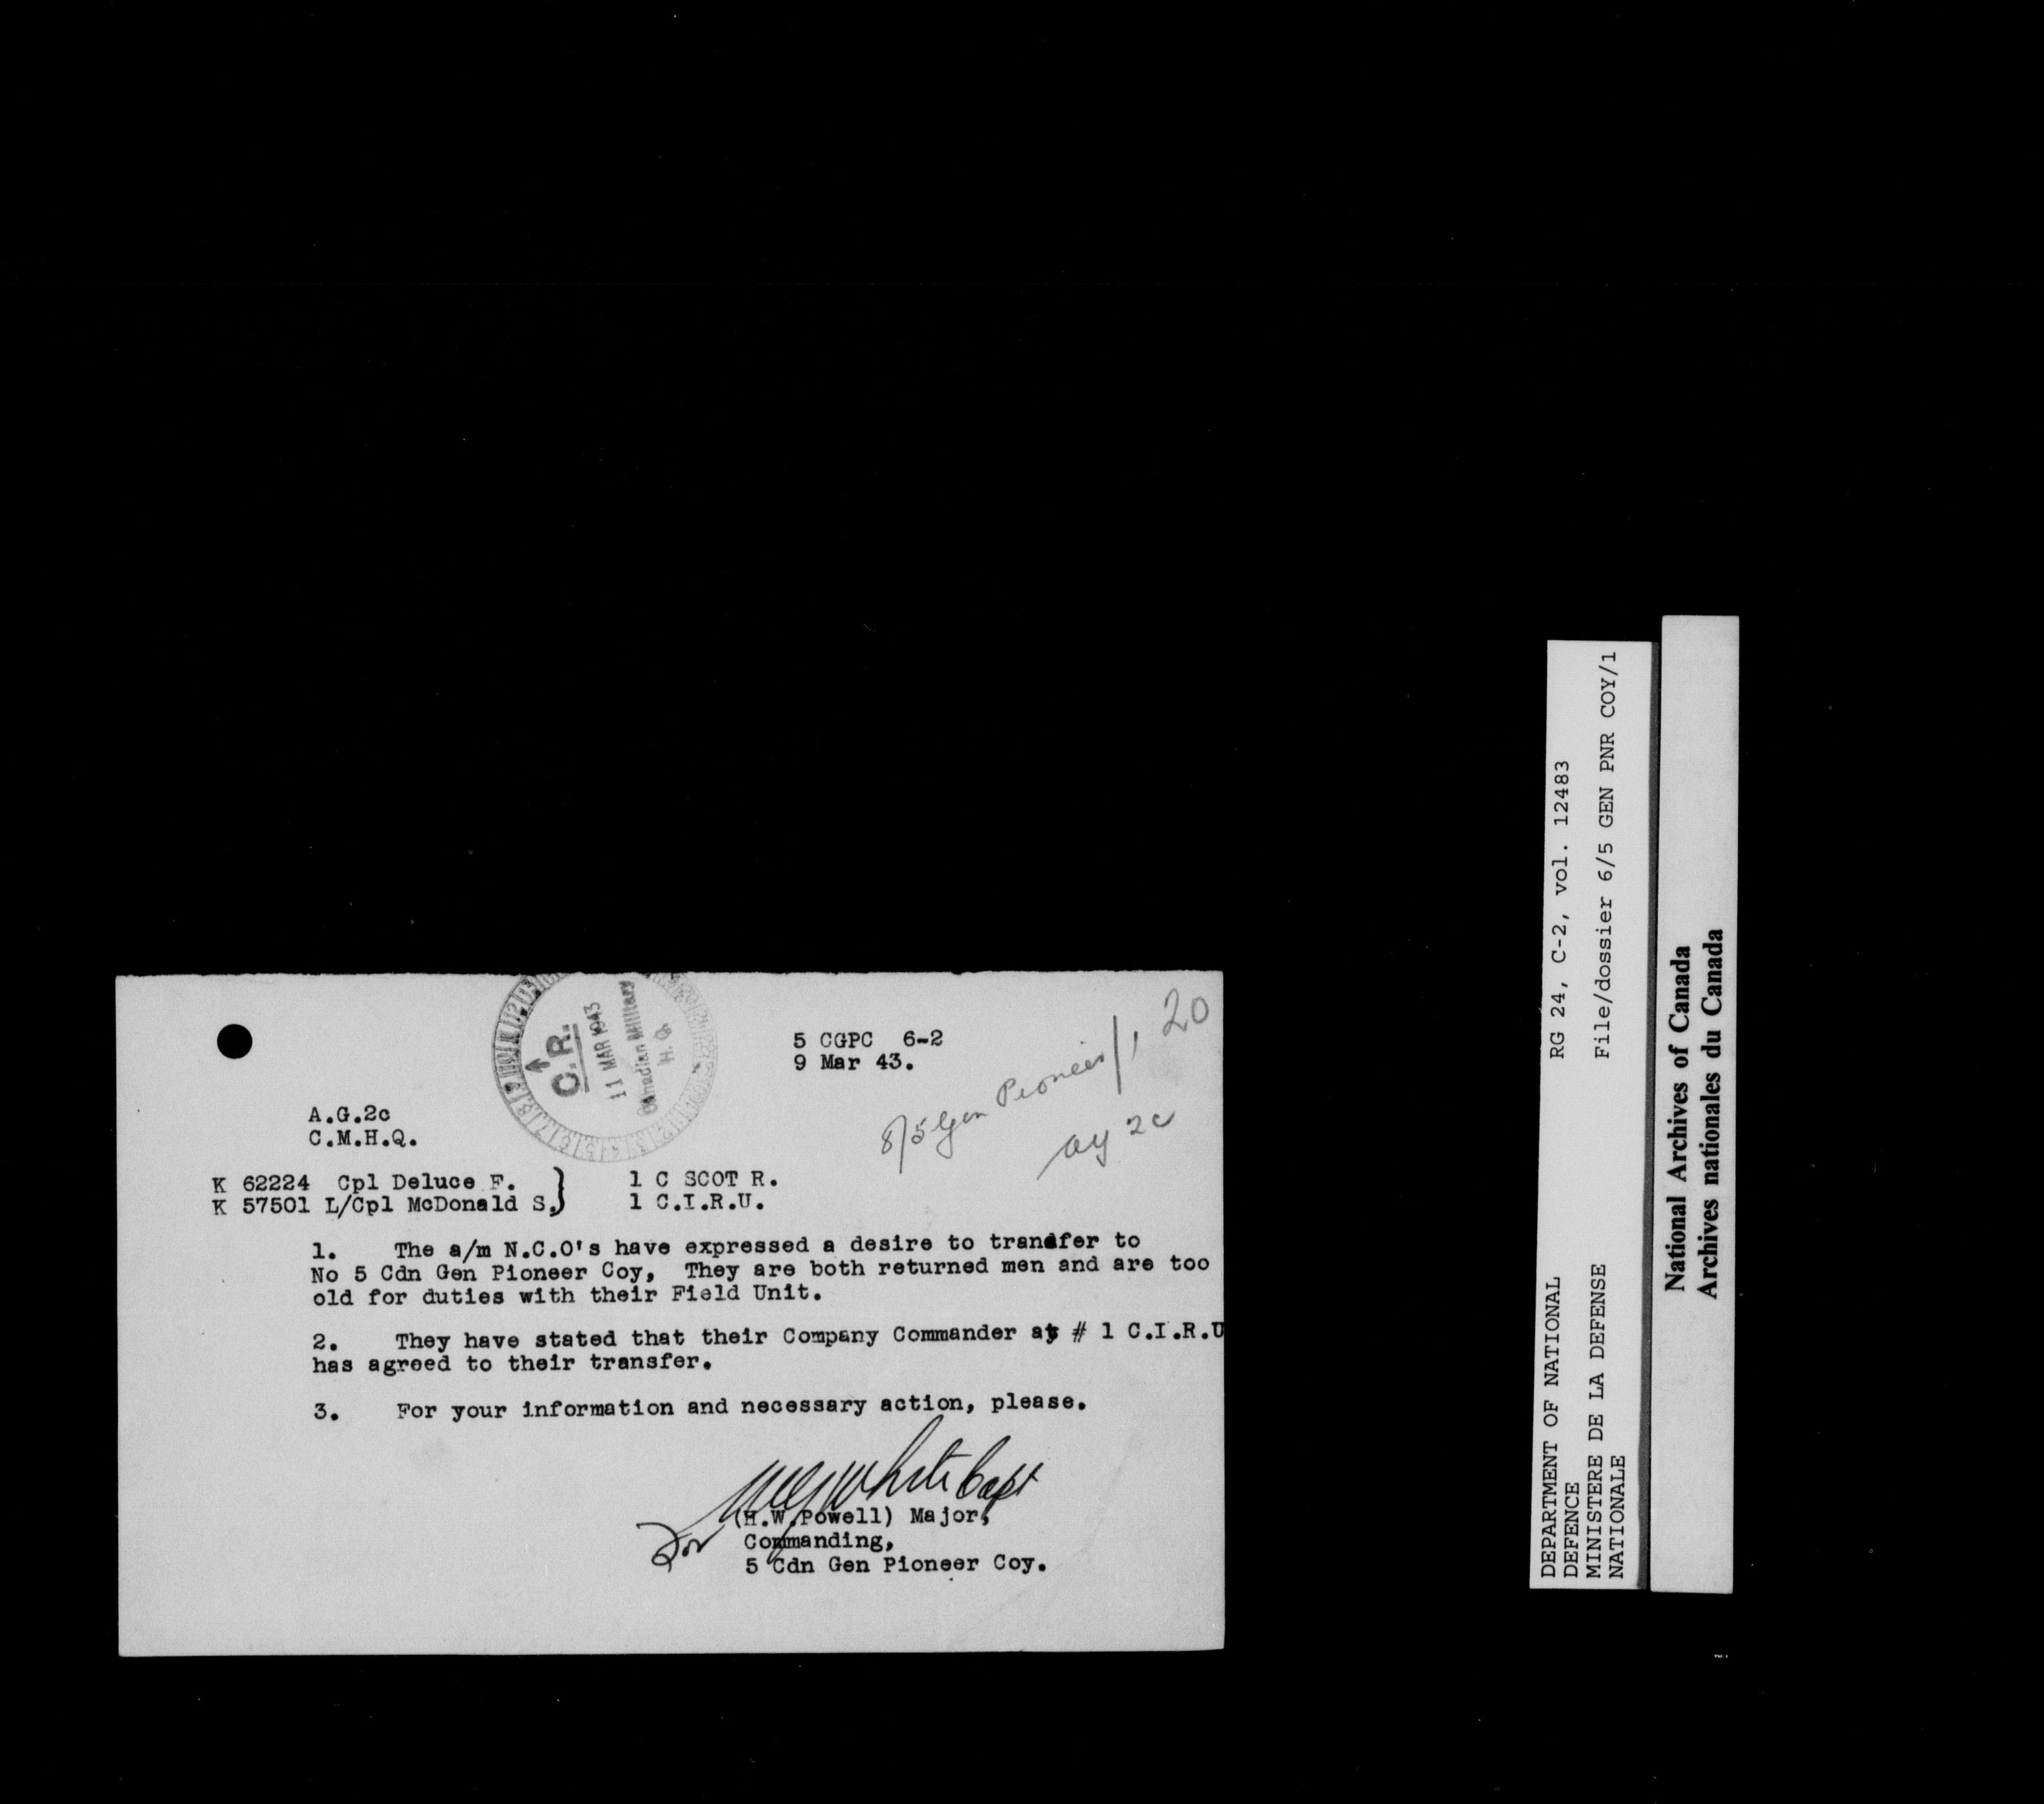 C.R.
11 MAR 1943
Canadian Military
H. Q.
5 CGPC 6-2
9 Mar 43.
20
Gen Pioneer/1
AG 2c
A.G.2c
C.M.H.Q.
K 62224 Cpl Deluce F. } 1 C SCOT R.
K 57501 L/Cpl McDonald S.} 1 C.I.R.U.
1. The a/m N.C.O's have expressed a desire to trandfer to
No 5 Cdn Gen Pioneer Coy, They are both returned men and are too
old for duties with their Field Unit.
2. They have stated that their Company Commander at # 1 C.I.R.U
has agreed to their transfer.
3. For your information and necessary action, please.
White Capt
for (H.W.Powell) Major,
Commanding,
5 Cdn Gen Pioneer Coy.
DEPARTMENT OF NATIONAL RG 24, C-2, vol. 12483
DEFENCE
MINISTERE DE LA DEFENSE File/dossier 6/5 GEN PNR COY/1
NATIONALE
National Archives of Canada
Archives nationales du Canada